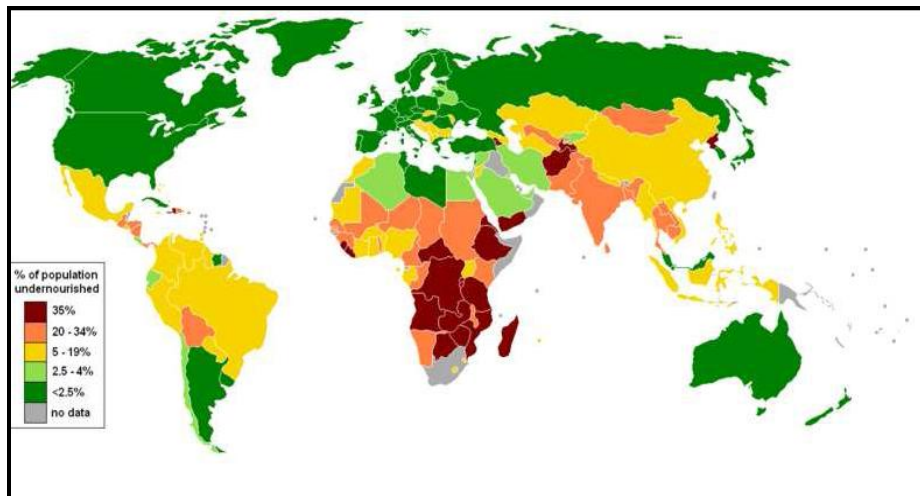 % of population
undernourished
35%
20 - 34%
5 - 19%
2.5 - 4%
<2.5%
no data